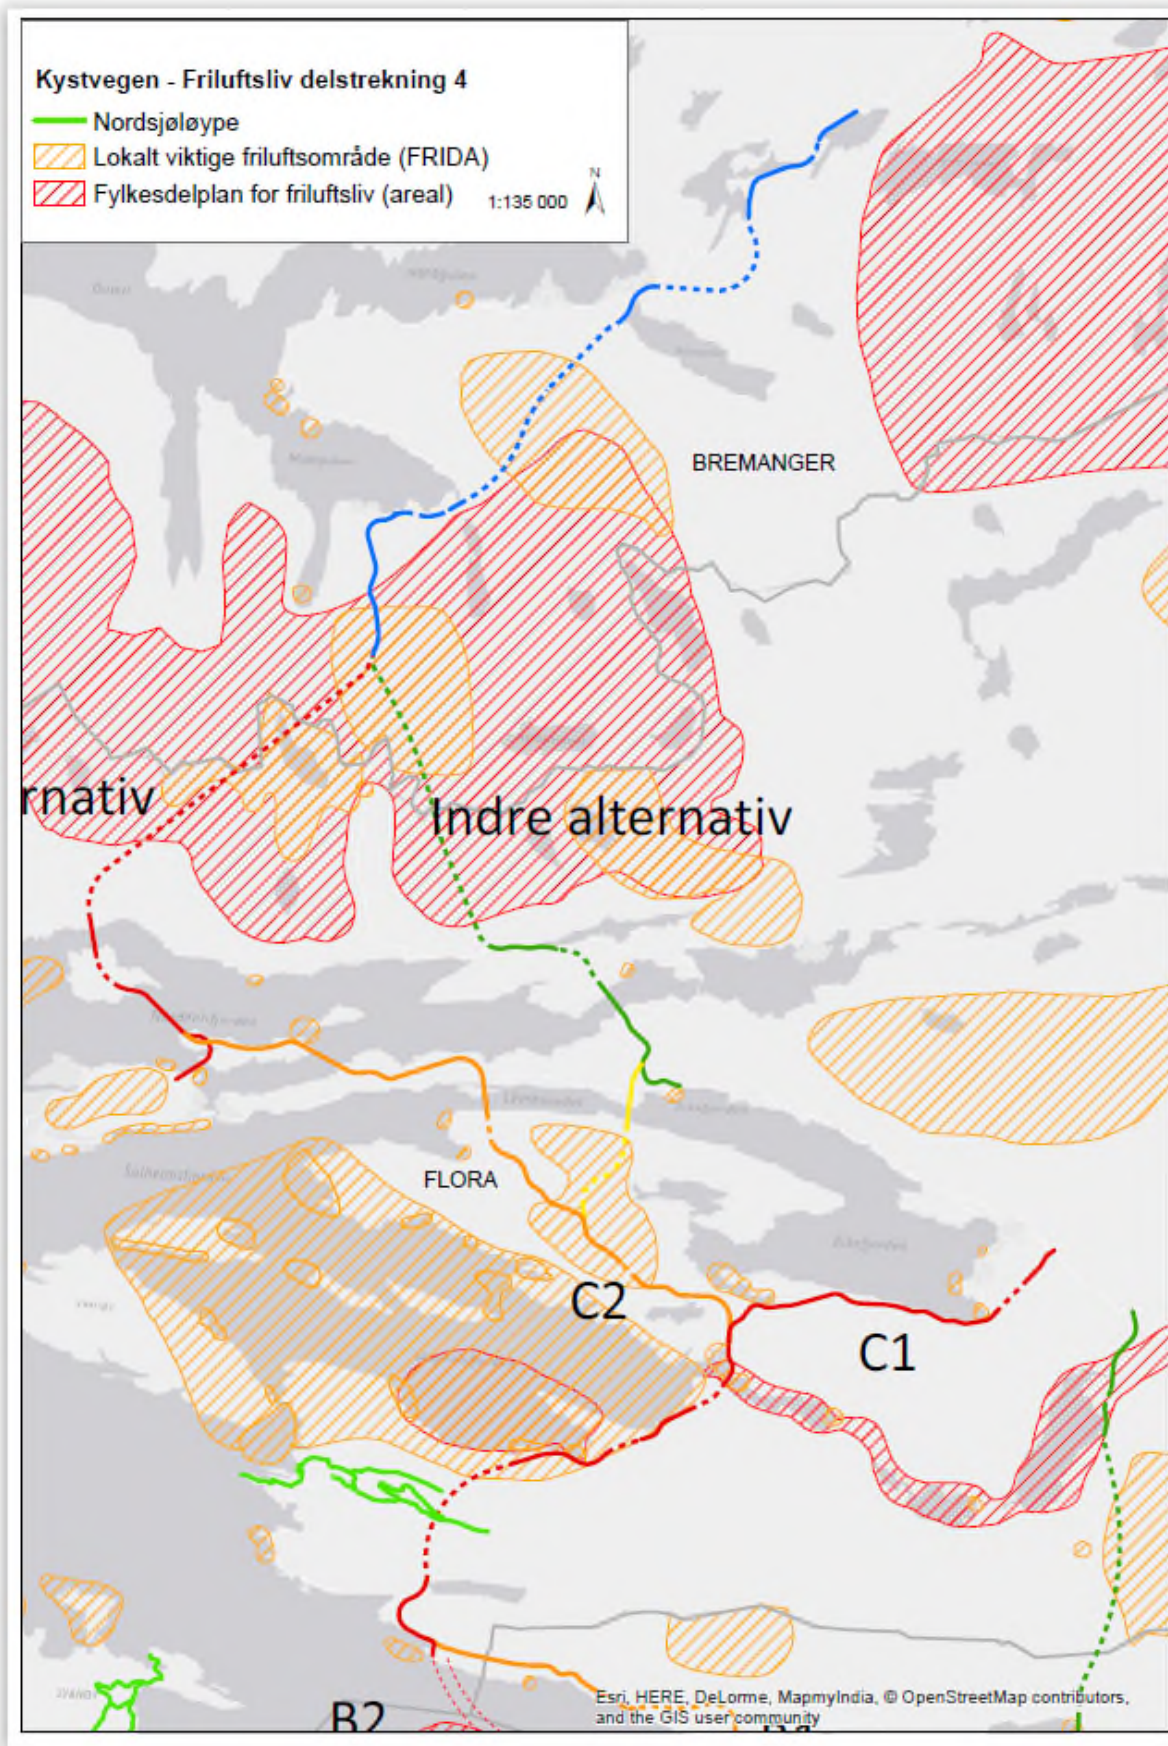 Kystvegen - Friluftsliv delstrekning 4
Nordsjøløype
Lokalt viktige friluftsområde (FRIDA)
Fylkesdelplan for friluftsliv (areal)
1:135 000
N
BREMANGER
rnativ
Indre alternativ
FLORA
C2
C1
Esri, HERE, DeLorme, MapmyIndia, © OpenStreetMap contributors,
and the GIS user community
B2